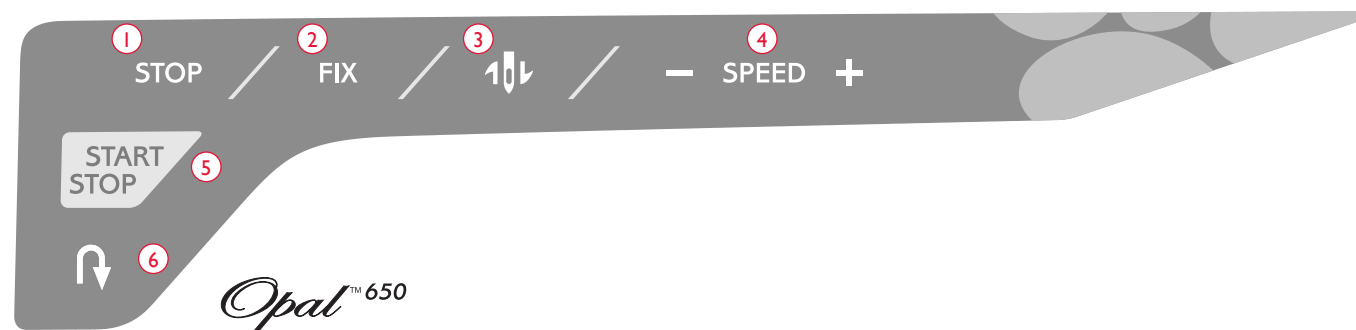 1 2 3 4
STOP FIX – SPEED +
START
STOP
5
6
Opal™ 650